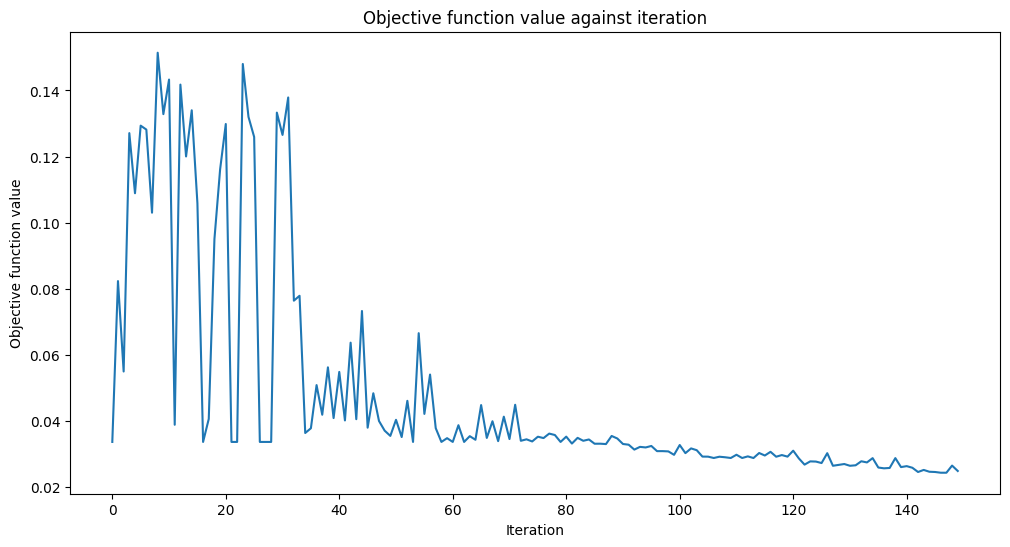 Objective function value against iteration
Objective function value
0.14
0.12
0.10
0.08
0.06
0.04
0.02
0 20 40 60 80 100 120 140
Iteration